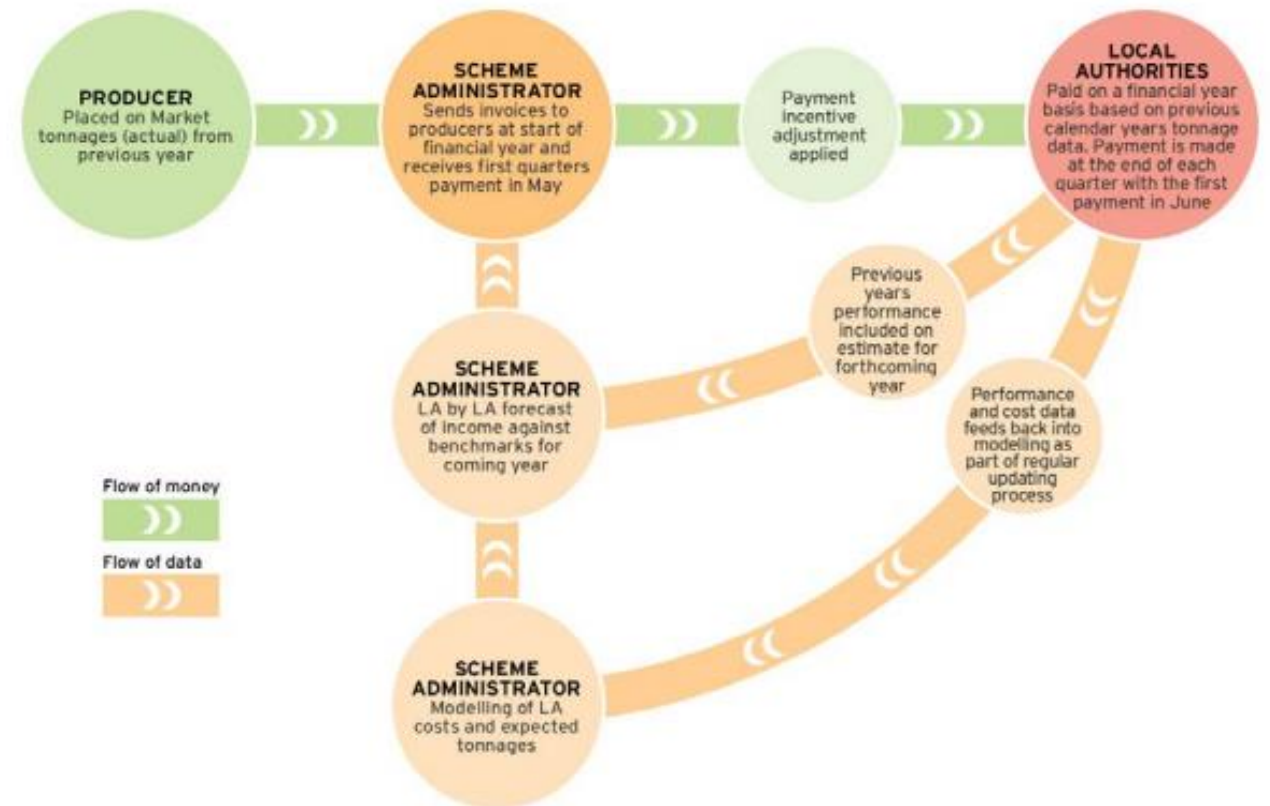 PRODUCER
Placed on Market
tonnages (actual) from
previous year
SCHEME
ADMINISTRATOR
Sends invoices to
producers at start of
financial year and
receives first quarters
payment in May
Payment
incentive
adjustment
applied
LOCAL
AUTHORITIES
Paid on a financial year
basis based on previous
calendar years tonnage
data. Payment is made
at the end of each
quarter with the first
payment in June
Previous
years
performance
included on
estimate for
forthcoming
year
SCHEME
ADMINISTRATOR
LA by LA forecast
of income against
benchmarks for
coming year
Performance
and cost data
feeds back into
modelling as
part of regular
updating
process
Flow of money
Flow of data
SCHEME
ADMINISTRATOR
Modelling of LA
costs and expected
tonnages